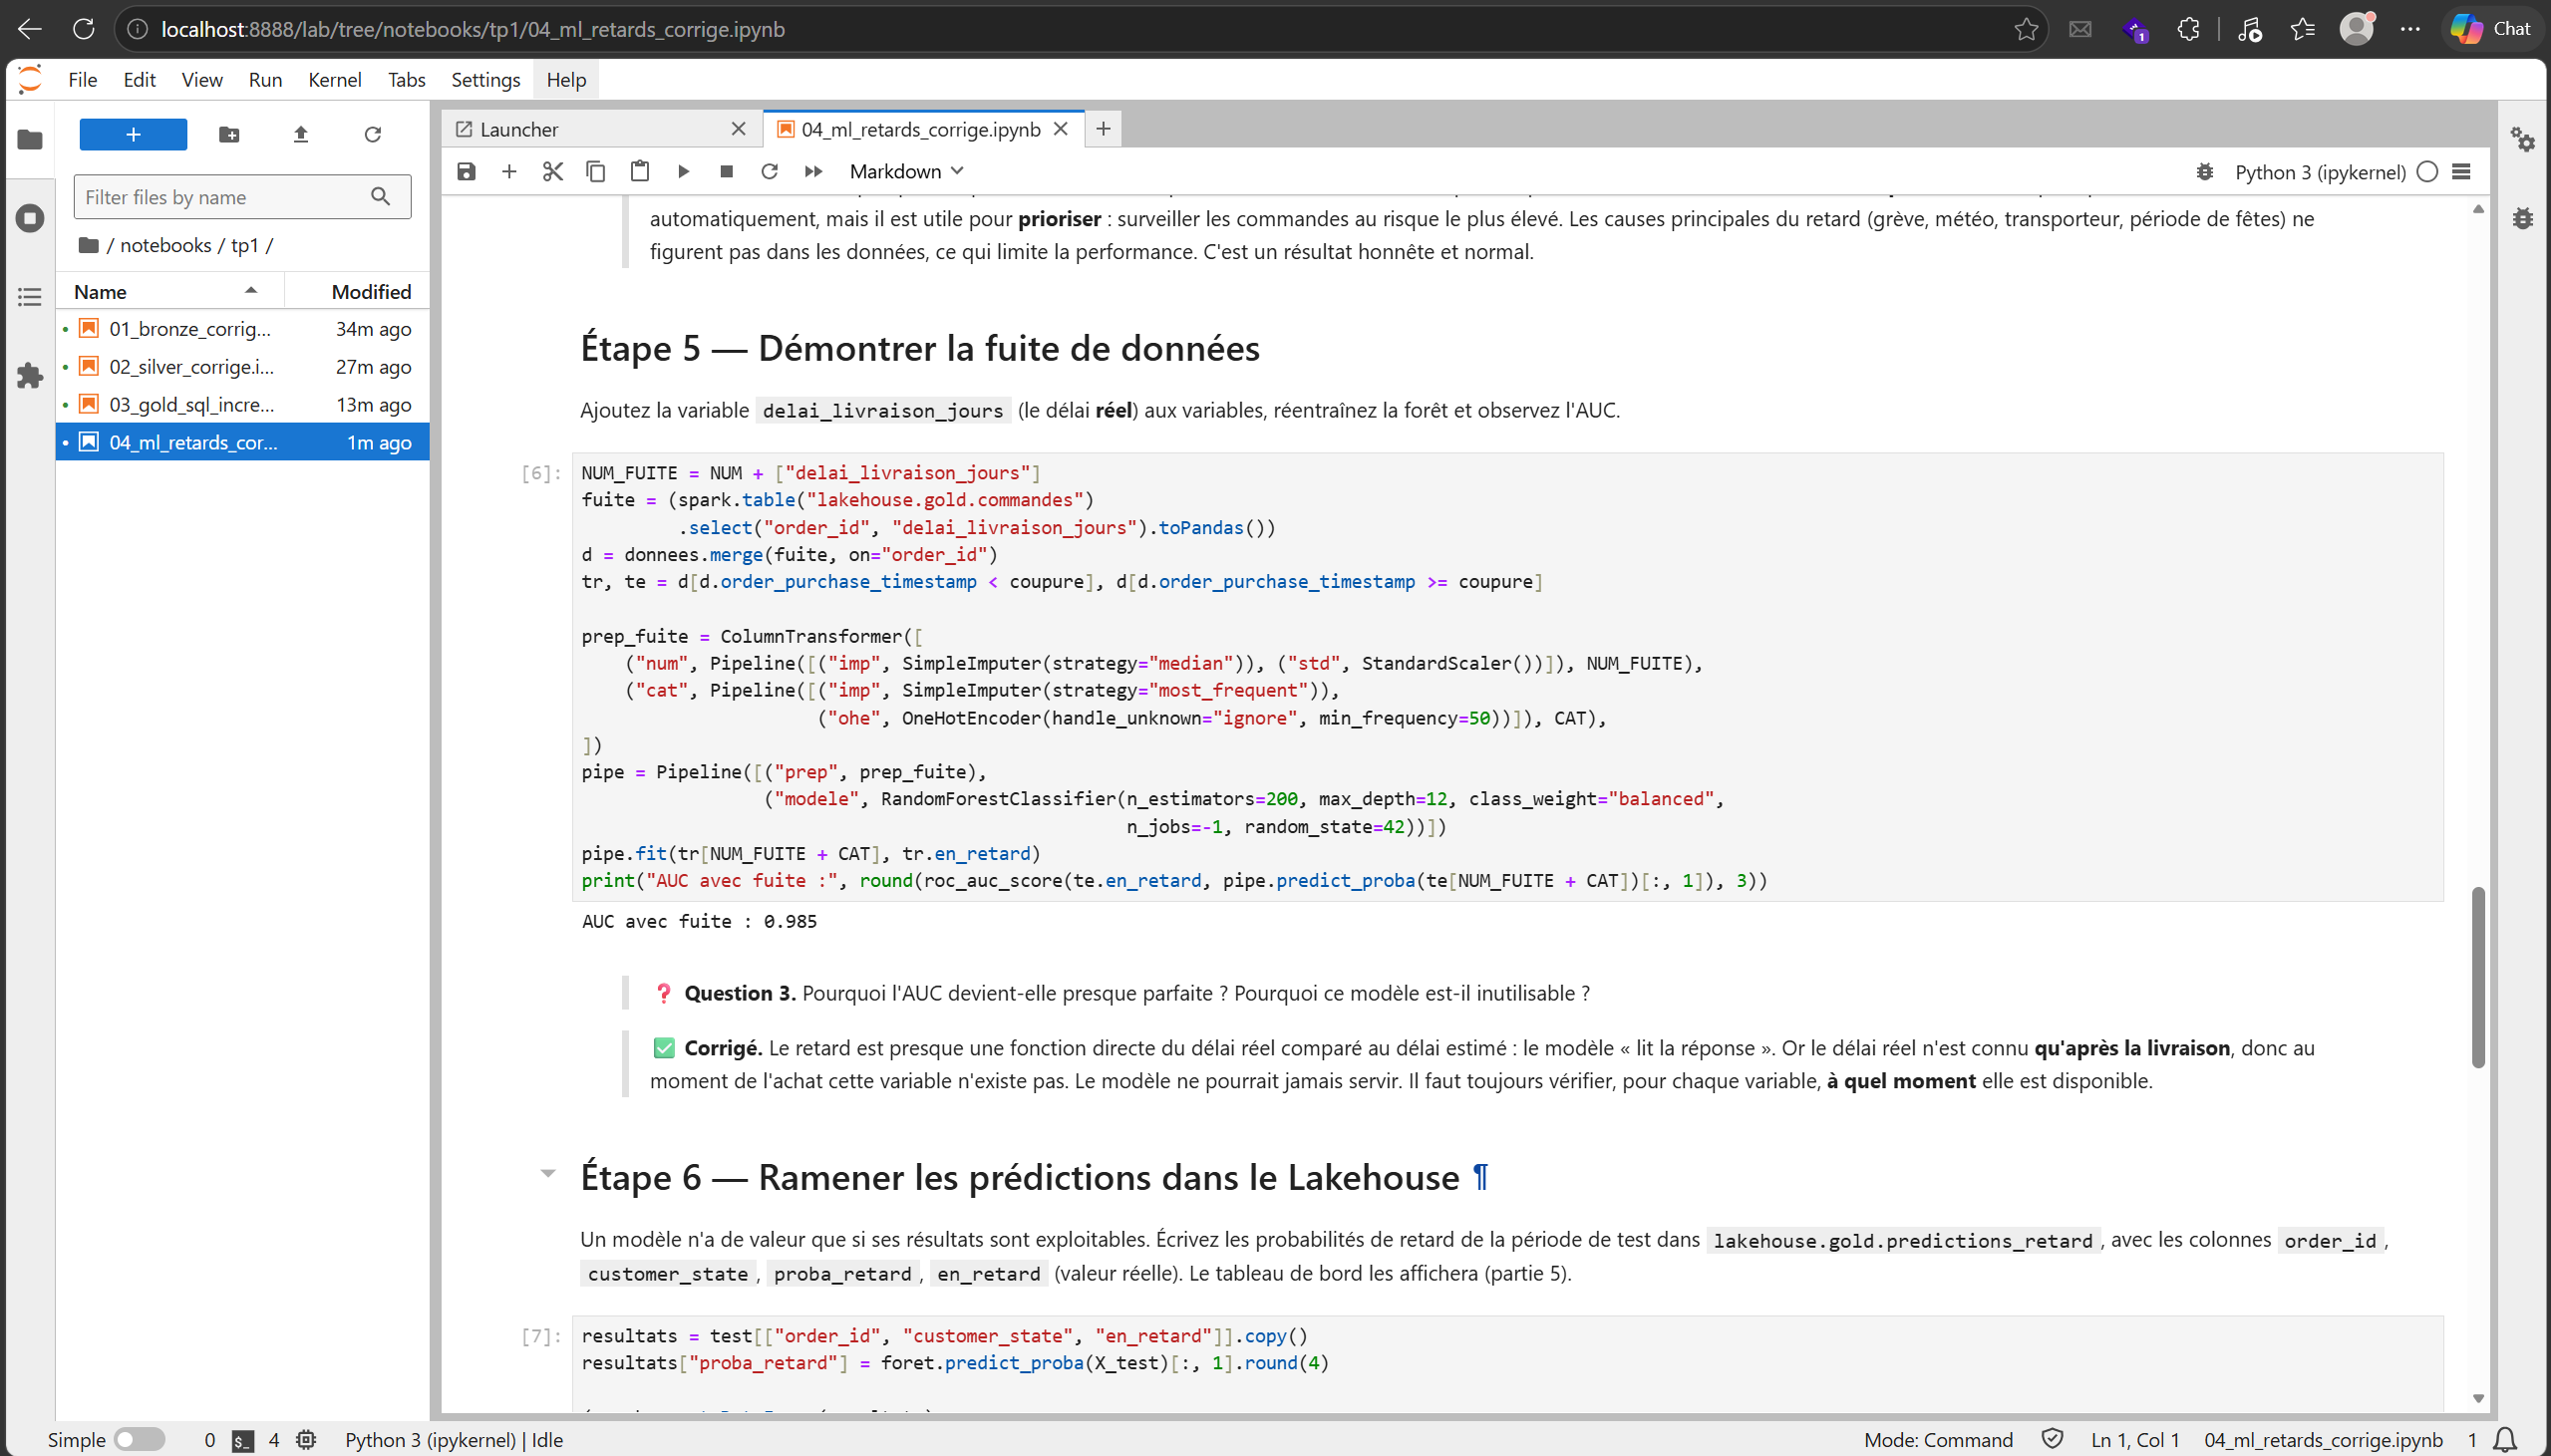 localhost:8888/lab/tree/notebooks/tp1/04_ml_retards_corrige.ipynb
1
Chat
File Edit View Run Kernel Tabs Settings Help
Launcher
04_ml_retards_corrige.ipynb
Markdown
Python 3 (ipykernel)
Filter files by name
/ notebooks / tp1 /
Name Modified
01_bronze_corrig... 34m ago
02_silver_corrige.i... 27m ago
03_gold_sql_incre... 13m ago
04_ml_retards_cor... 1m ago
automatiquement, mais il est utile pour prioriser : surveiller les commandes au risque le plus élevé. Les causes principales du retard (grève, météo, transporteur, période de fêtes) ne
figurent pas dans les données, ce qui limite la performance. C'est un résultat honnête et normal.
Étape 5 — Démontrer la fuite de données
Ajoutez la variable delai_livraison_jours (le délai réel) aux variables, réentraînez la forêt et observez l'AUC.
[6]: NUM_FUITE = NUM + ["delai_livraison_jours"]
fuite = (spark.table("lakehouse.gold.commandes")
.select("order_id", "delai_livraison_jours").toPandas())
d = donnees.merge(fuite, on="order_id")
tr, te = d[d.order_purchase_timestamp < coupure], d[d.order_purchase_timestamp >= coupure]
prep_fuite = ColumnTransformer([
("num", Pipeline([("imp", SimpleImputer(strategy="median")), ("std", StandardScaler())]), NUM_FUITE),
("cat", Pipeline([("imp", SimpleImputer(strategy="most_frequent")),
("ohe", OneHotEncoder(handle_unknown="ignore", min_frequency=50))]), CAT),
])
pipe = Pipeline([("prep", prep_fuite),
("modele", RandomForestClassifier(n_estimators=200, max_depth=12, class_weight="balanced",
n_jobs=-1, random_state=42))])
pipe.fit(tr[NUM_FUITE + CAT], tr.en_retard)
print("AUC avec fuite :", round(roc_auc_score(te.en_retard, pipe.predict_proba(te[NUM_FUITE + CAT])[:, 1]), 3))
AUC avec fuite : 0.985
❓ Question 3. Pourquoi l'AUC devient-elle presque parfaite ? Pourquoi ce modèle est-il inutilisable ?
✅ Corrigé. Le retard est presque une fonction directe du délai réel comparé au délai estimé : le modèle « lit la réponse ». Or le délai réel n'est connu qu'après la livraison, donc au
moment de l'achat cette variable n'existe pas. Le modèle ne pourrait jamais servir. Il faut toujours vérifier, pour chaque variable, à quel moment elle est disponible.
Étape 6 — Ramener les prédictions dans le Lakehouse ¶
Un modèle n'a de valeur que si ses résultats sont exploitables. Écrivez les probabilités de retard de la période de test dans lakehouse.gold.predictions_retard, avec les colonnes order_id,
customer_state, proba_retard, en_retard (valeur réelle). Le tableau de bord les affichera (partie 5).
[7]: resultats = test[["order_id", "customer_state", "en_retard"]].copy()
resultats["proba_retard"] = foret.predict_proba(X_test)[:, 1].round(4)
Simple 0 $_ 4 Python 3 (ipykernel) | Idle Mode: Command Ln 1, Col 1 04_ml_retards_corrige.ipynb 1